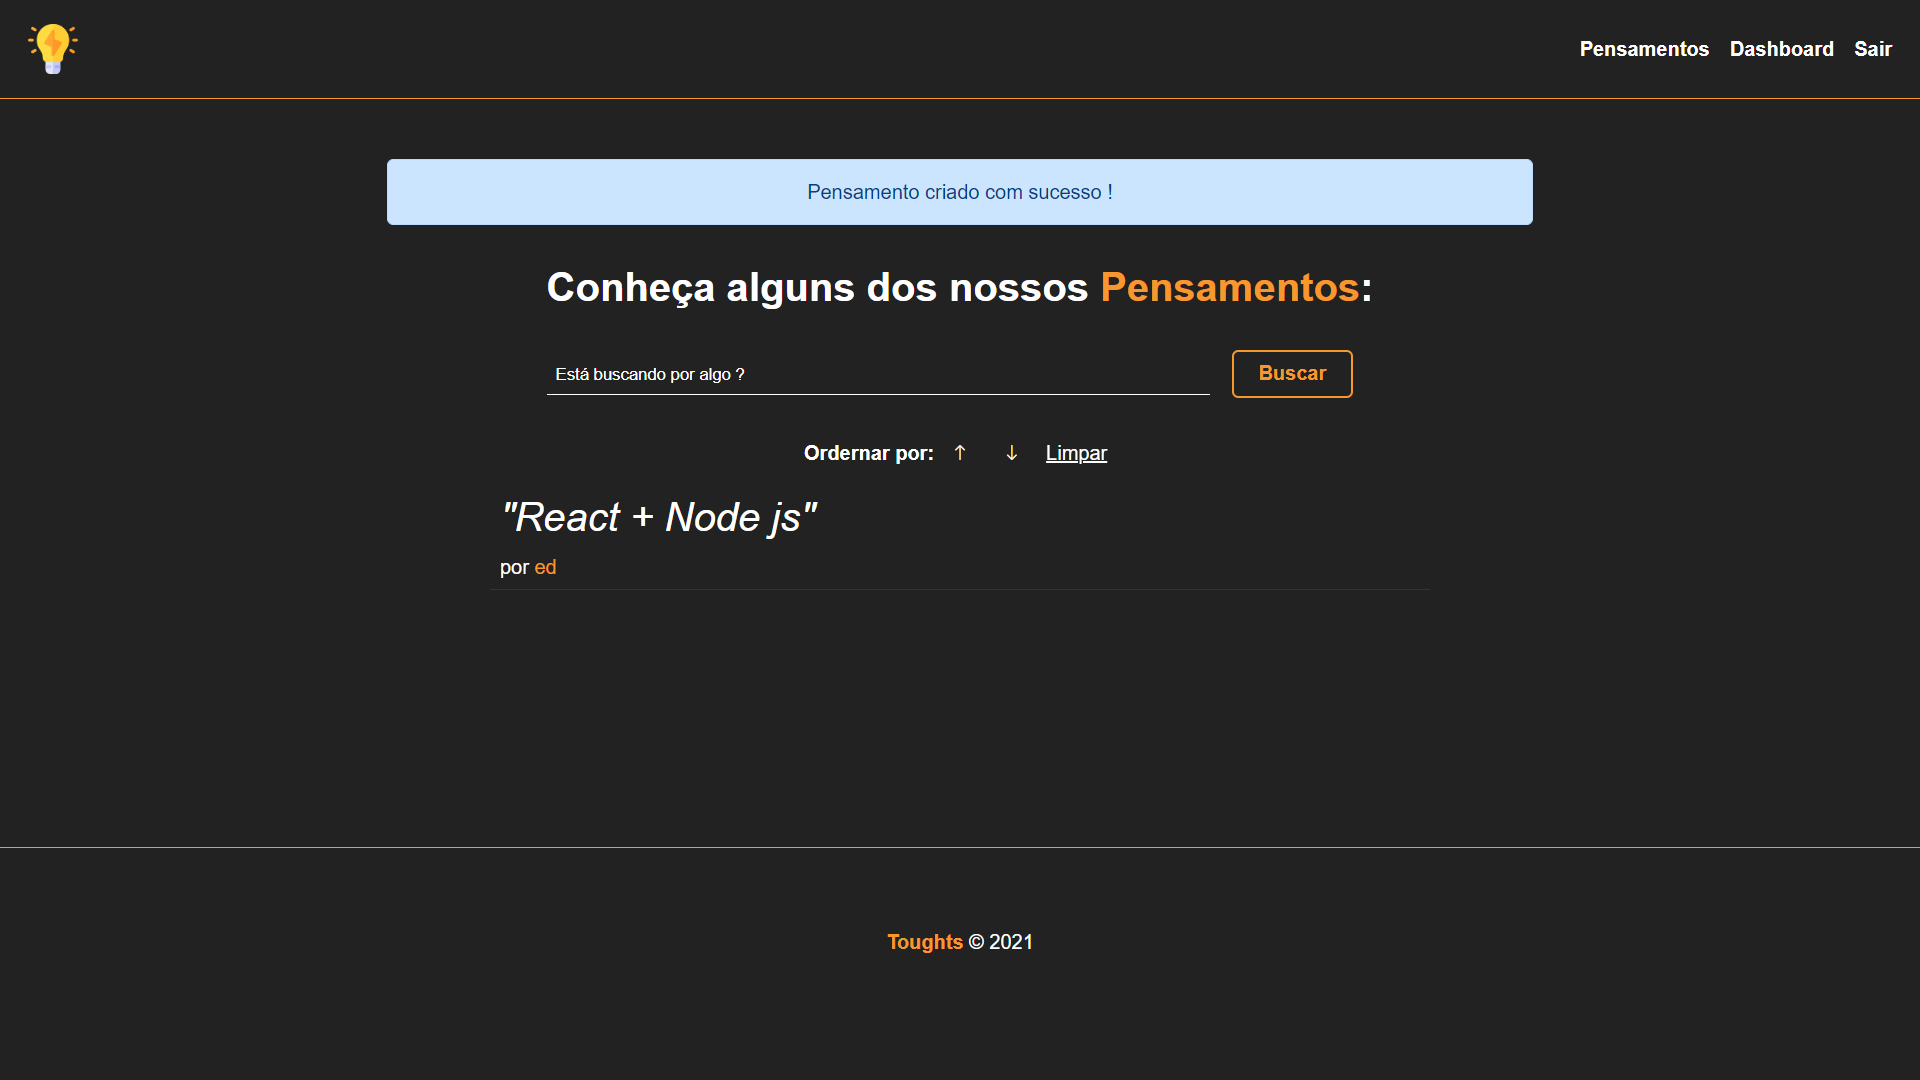 Pensamentos Dashboard Sair
Pensamento criado com sucesso !
Conheça alguns dos nossos Pensamentos:
Está buscando por algo ? Buscar
Ordernar por: ↑ ↓ Limpar
"React + Node js"
por ed
Toughts © 2021